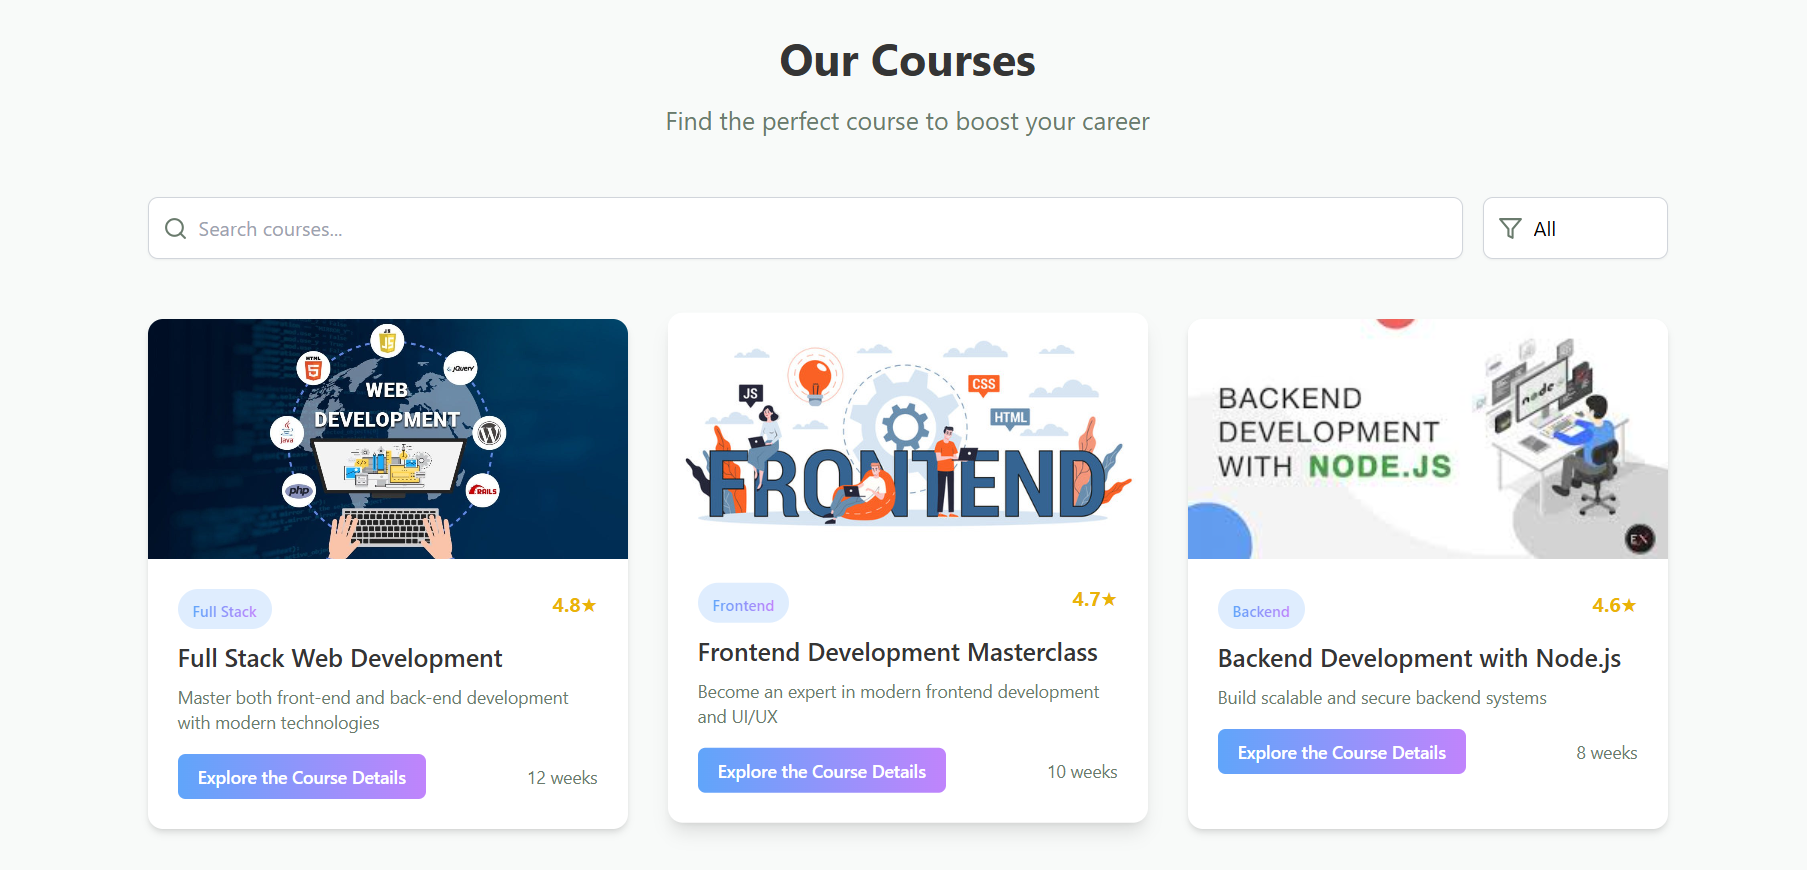 Our Courses
Find the perfect course to boost your career
Search courses...
All
JS
HTML
5
jQuery
WEB
DEVELOPMENT
Java
php
RAILS
JS
CSS
HTML
FRONTEND
BACKEND
DEVELOPMENT
WITH NODE.JS
node
EX
Full Stack
4.8★
Full Stack Web Development
Master both front-end and back-end development
with modern technologies
Explore the Course Details
12 weeks
Frontend
4.7★
Frontend Development Masterclass
Become an expert in modern frontend development
and UI/UX
Explore the Course Details
10 weeks
Backend
4.6★
Backend Development with Node.js
Build scalable and secure backend systems
Explore the Course Details
8 weeks